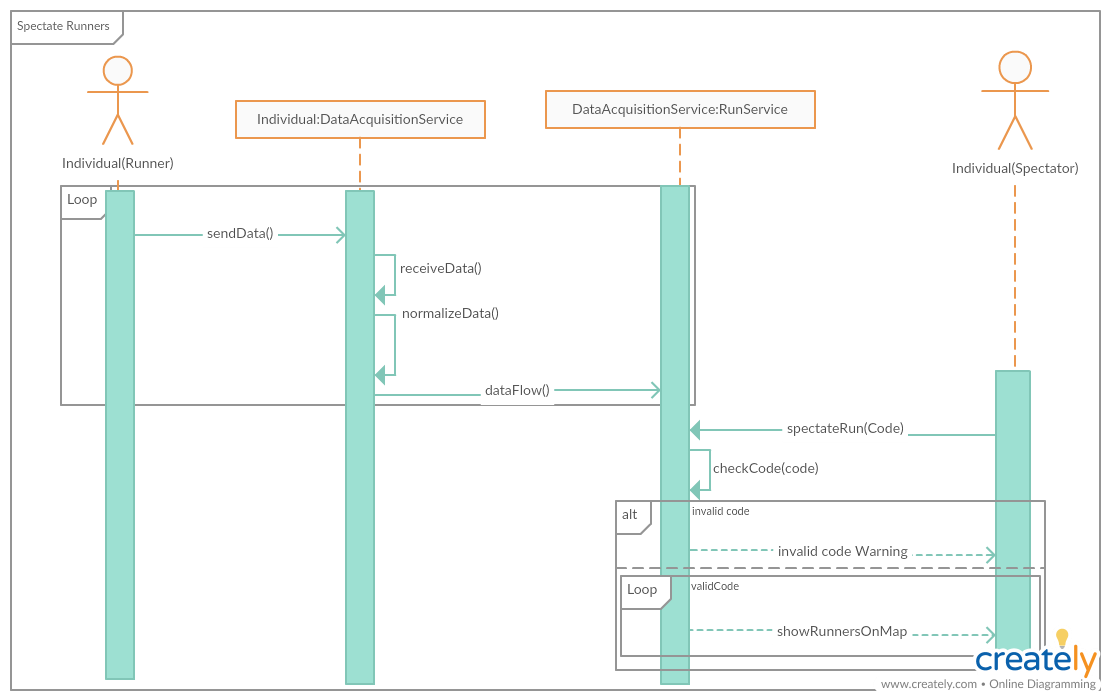 Spectate Runners
Individual(Runner)
Individual:DataAcquisitionService
DataAcquisitionService:RunService
Individual(Spectator)
Loop
sendData()
receiveData()
normalizeData()
dataFlow()
spectateRun(Code)
checkCode(code)
alt
invalid code
invalid code Warning
Loop
validCode
showRunnersOnMap
creately
www.creately.com • Online Diagramming